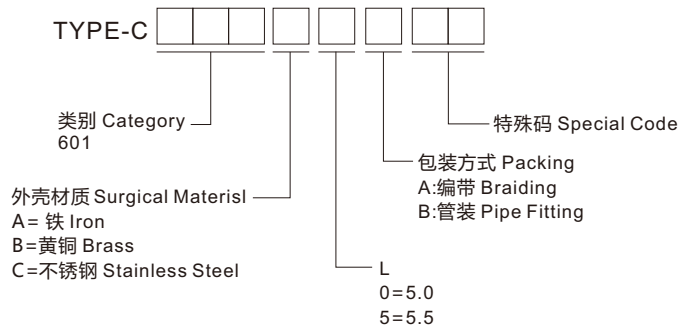 TYPE-C
类别 Category
601
特殊码 Special Code
包装方式 Packing
A:编带 Braiding
B:管装 Pipe Fitting
外壳材质 Surgical Materisl
A= 铁 Iron
B=黄铜 Brass
C=不锈钢 Stainless Steel
L
0=5.0
5=5.5